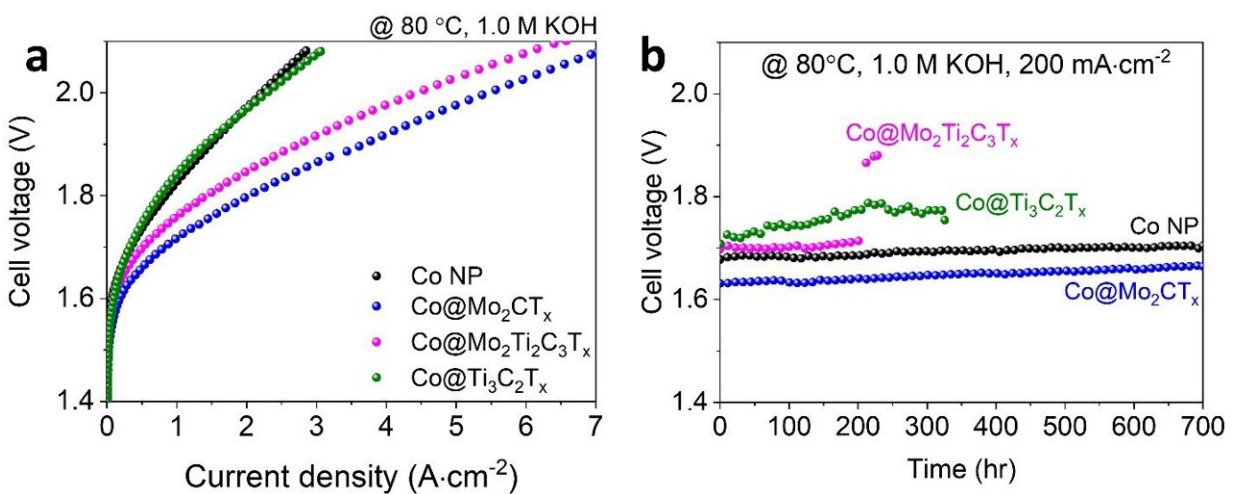 a
@ 80 °C, 1.0 M KOH
Cell voltage (V)
2.0
1.8
1.6
1.4
Co NP
Co@Mo₂CTₓ
Co@Mo₂Ti₂C₃Tₓ
Co@Ti₃C₂Tₓ
0 1 2 3 4 5 6 7
Current density (A·cm⁻²)
b
@ 80°C, 1.0 M KOH, 200 mA·cm⁻²
Cell voltage (V)
2.0
1.8
1.6
1.4
Co@Mo₂Ti₂C₃Tₓ
Co@Ti₃C₂Tₓ
Co NP
Co@Mo₂CTₓ
0 100 200 300 400 500 600 700
Time (hr)